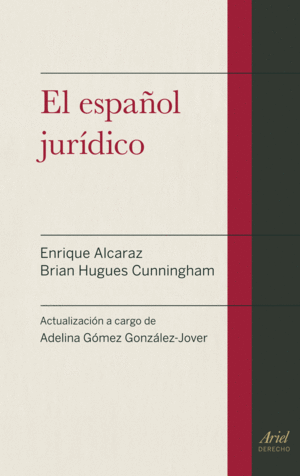 El español
jurídico
Enrique Alcaraz
Brian Hugues Cunningham
Actualización a cargo de
Adelina Gómez González-Jover
Ariel
DERECHO